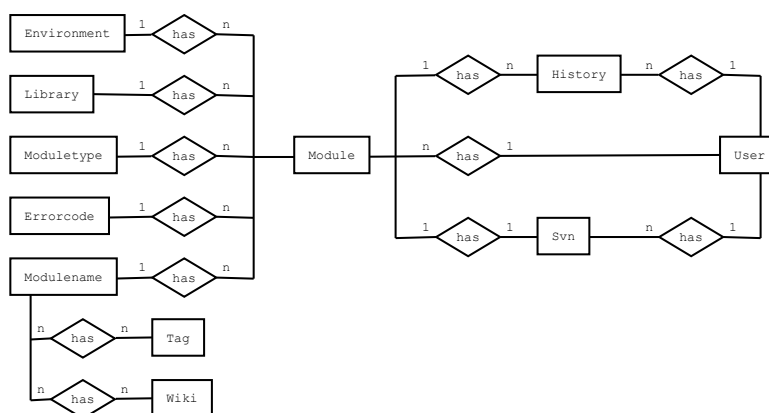 Environment 1 has n
Library 1 has n
Moduletype 1 has n
Errorcode 1 has n
Modulename 1 has n
n has n Tag
n has n Wiki
Module
1 has n History n has 1
n has 1 User
1 has 1 Svn n has 1